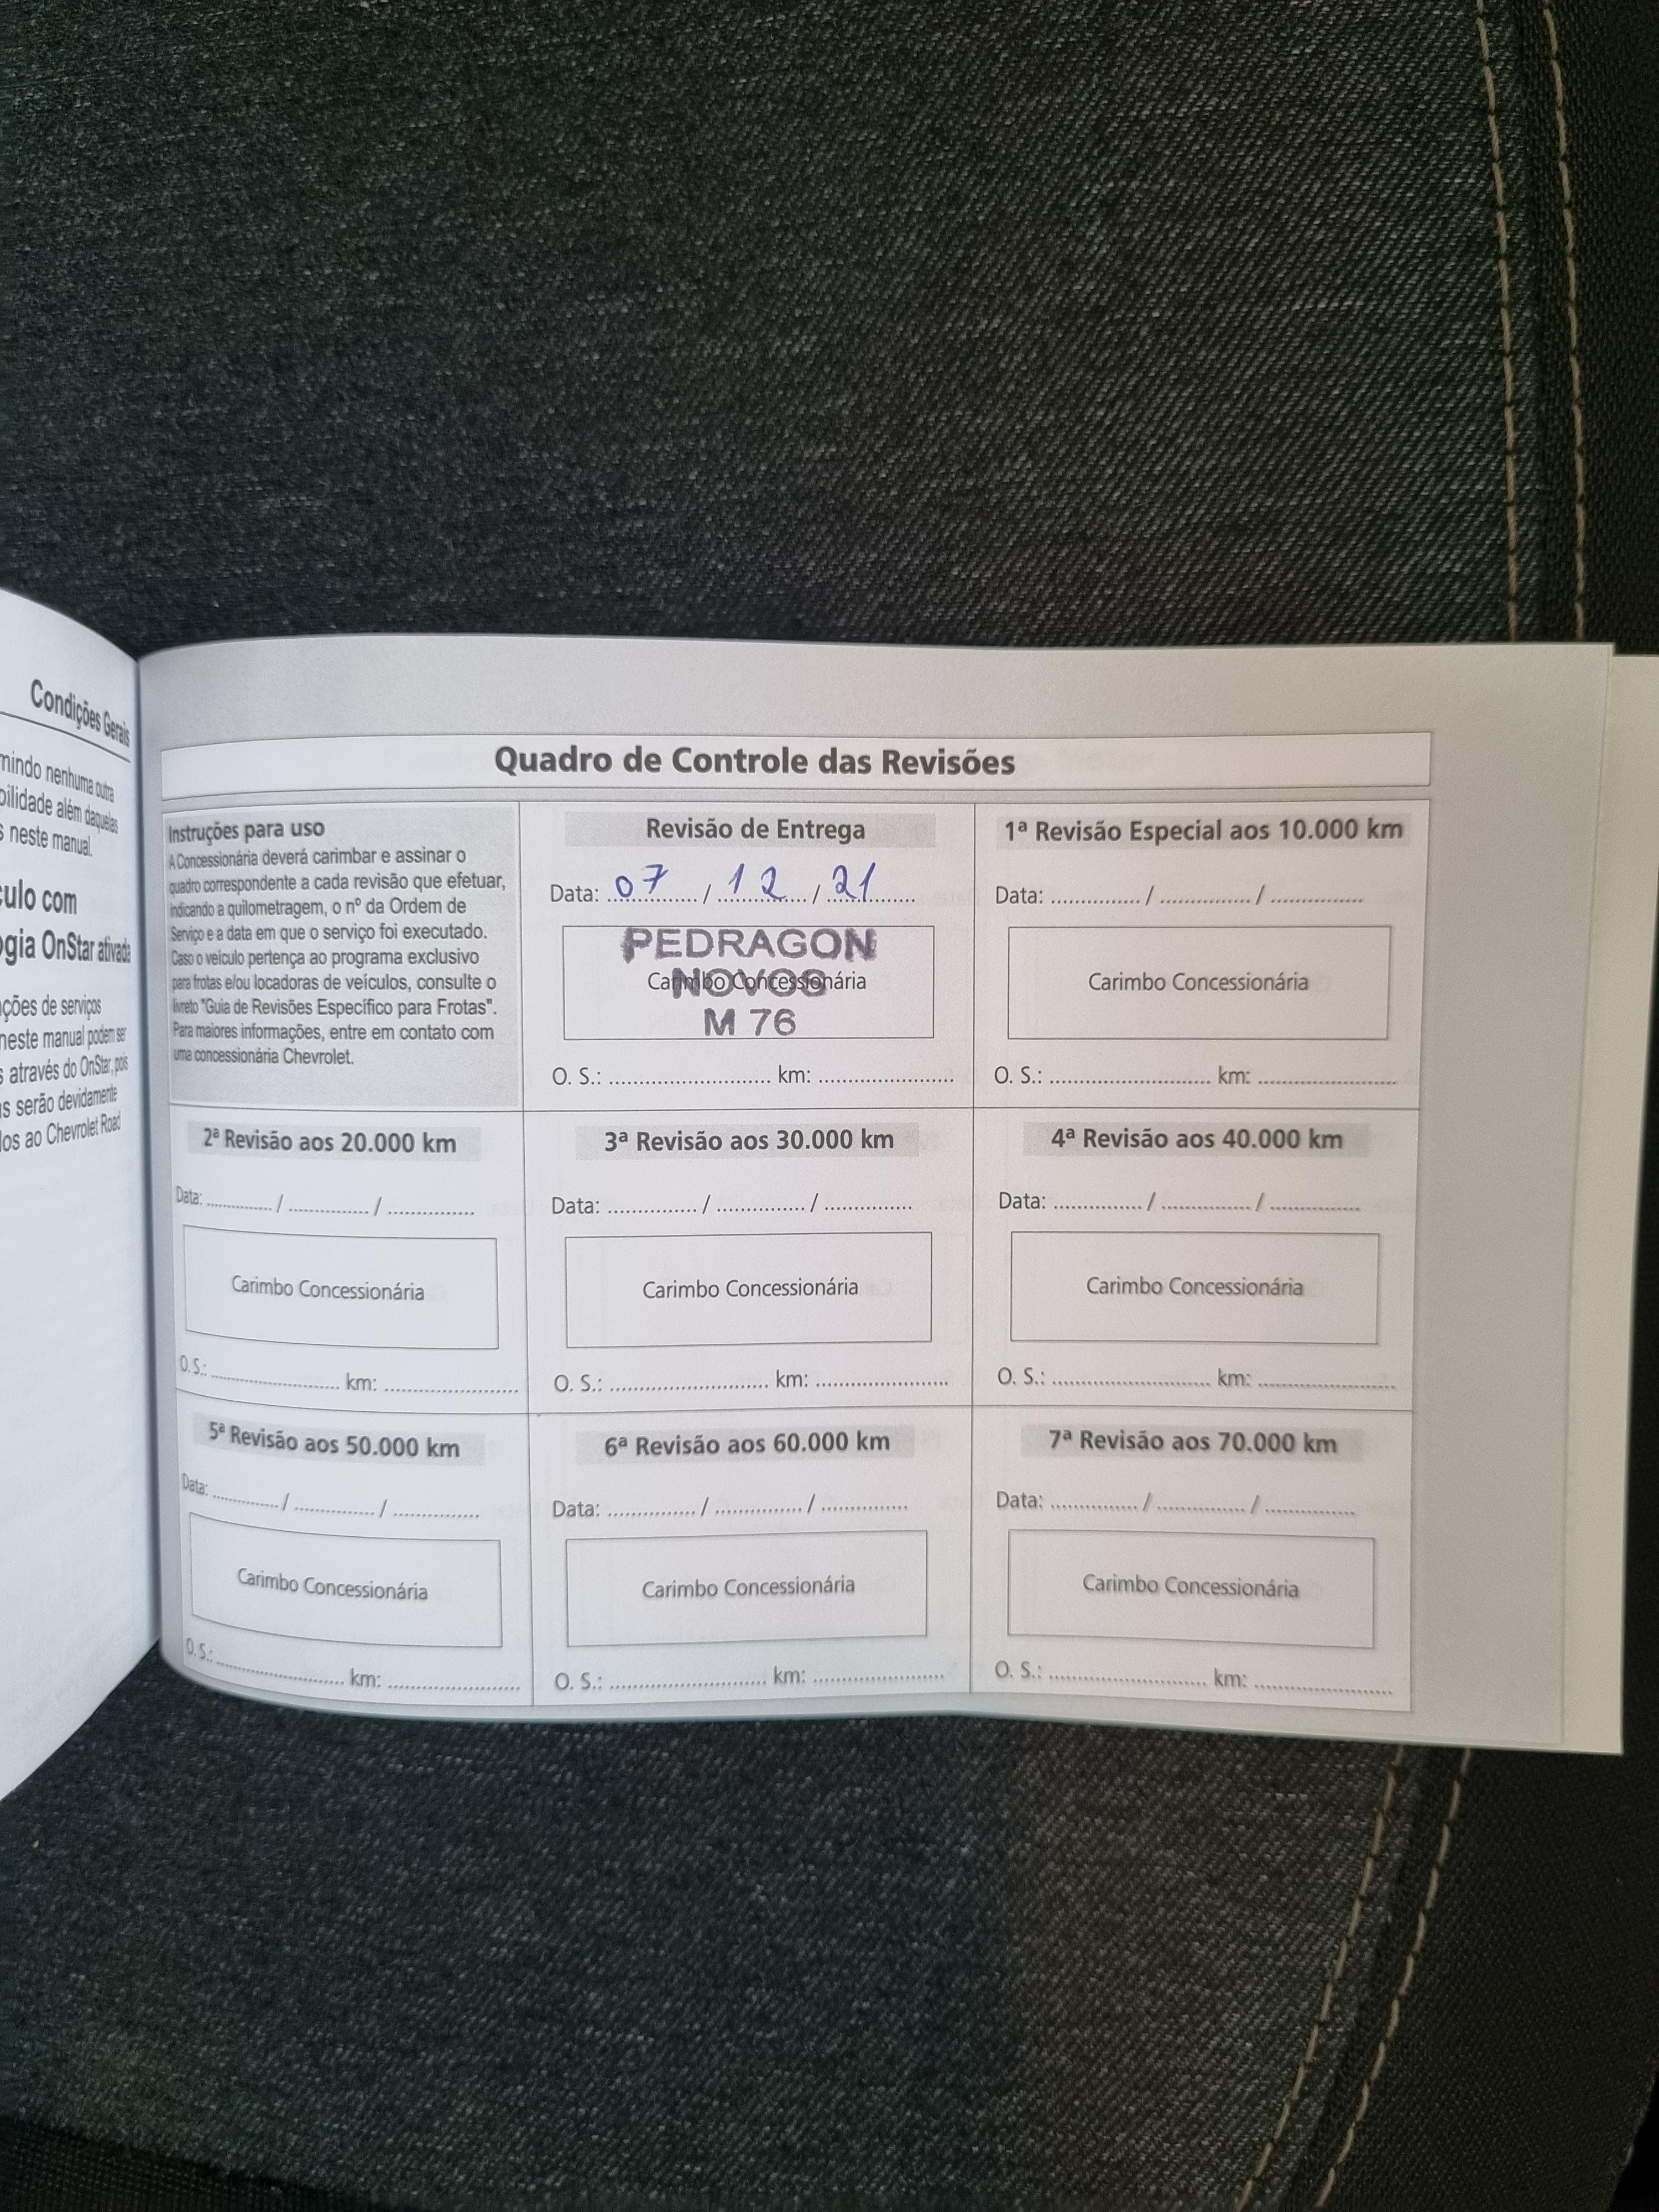 Condições Gerais
nenhuma outra
além daquelas
neste manual.
com
OnStar ativada
de serviços
neste manual podem ser
através do OnStar, pois
serão devidamente
ao Chevrolet Road
Quadro de Controle das Revisões
Instruções para uso
A Concessionária deverá carimbar e assinar o
quadro correspondente a cada revisão que efetuar,
indicando a quilometragem, o nº da Ordem de
Serviço e a data em que o serviço foi executado.
Caso o veículo pertença ao programa exclusivo
para frotas e/ou locadoras de veículos, consulte o
livreto "Guia de Revisões Específico para Frotas".
Para maiores informações, entre em contato com
uma concessionária Chevrolet.
Revisão de Entrega
Data: 07 / 12 / 21
PEDRAGON
Carimbo Concessionária
NOVOS
M 76
O. S.: ........................... km: .......................
1ª Revisão Especial aos 10.000 km
Data: ............... / ............... / ...............
Carimbo Concessionária
O. S.: ........................... km: .......................
2ª Revisão aos 20.000 km
Data: ............... / ............... / ...............
Carimbo Concessionária
O. S.: ........................... km: .......................
3ª Revisão aos 30.000 km
Data: ............... / ............... / ...............
Carimbo Concessionária
O. S.: ........................... km: .......................
4ª Revisão aos 40.000 km
Data: ............... / ............... / ...............
Carimbo Concessionária
O. S.: ........................... km: .......................
5ª Revisão aos 50.000 km
Data: ............... / ............... / ...............
Carimbo Concessionária
O. S.: ........................... km: .......................
6ª Revisão aos 60.000 km
Data: ............... / ............... / ...............
Carimbo Concessionária
O. S.: ........................... km: .......................
7ª Revisão aos 70.000 km
Data: ............... / ............... / ...............
Carimbo Concessionária
O. S.: ........................... km: .......................